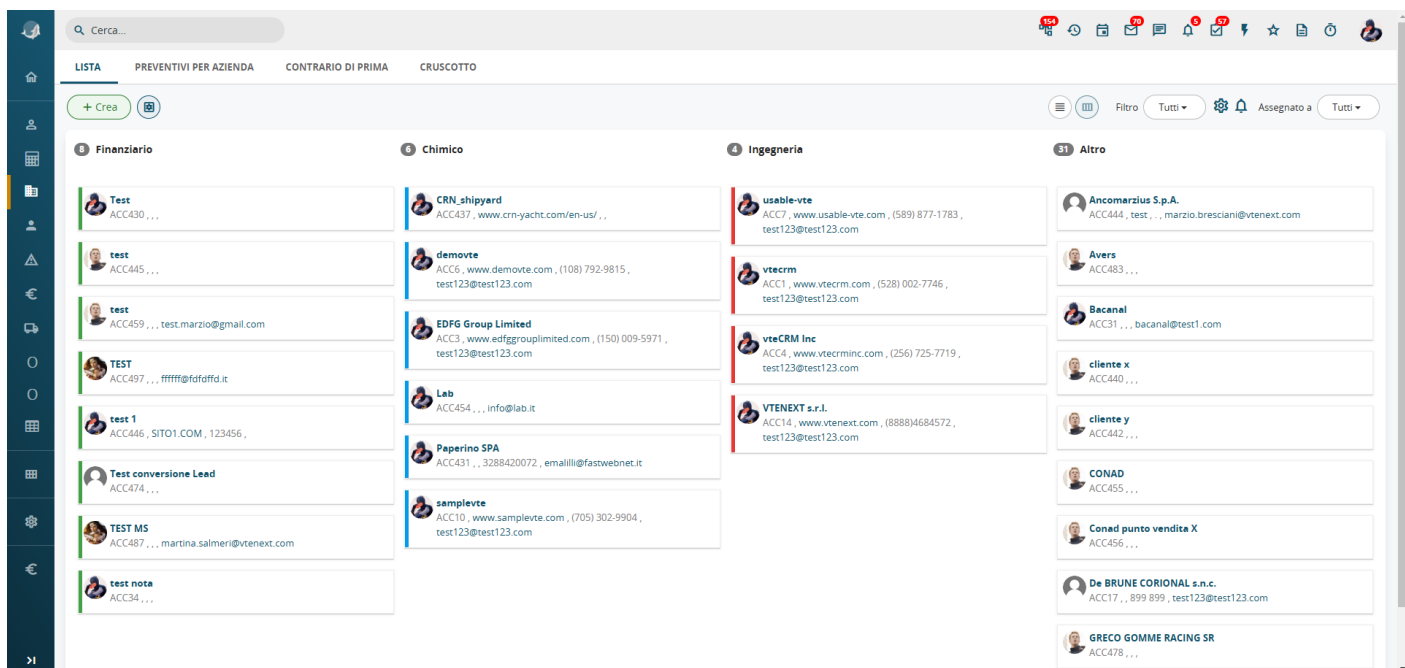 Cerca...
154
70
5
57
LISTA
PREVENTIVI PER AZIENDA
CONTRARIO DI PRIMA
CRUSCOTTO
+ Crea
Filtro
Tutti
Assegnato a
Tutti
8 Finanziario
Test
ACC430 , , ,
test
ACC445 , , ,
test
ACC459 , , , test.marzio@gmail.com
TEST
ACC497 , , , ffffff@fdfdffd.it
test 1
ACC446 , SITO1.COM , 123456 ,
Test conversione Lead
ACC474 , , ,
TEST MS
ACC487 , , , martina.salmeri@vtenext.com
test nota
ACC34 , , ,
6 Chimico
CRN_shipyard
ACC437 , www.crn-yacht.com/en-us/ , ,
demovte
ACC6 , www.demovte.com , (108) 792-9815 ,
test123@test123.com
EDFG Group Limited
ACC3 , www.edfggrouplimited.com , (150) 009-5971 ,
test123@test123.com
Lab
ACC454 , , , info@lab.it
Paperino SPA
ACC431 , , 3288420072 , emalilli@fastwebnet.it
samplevte
ACC10 , www.samplevte.com , (705) 302-9904 ,
test123@test123.com
4 Ingegneria
usable-vte
ACC7 , www.usable-vte.com , (589) 877-1783 ,
test123@test123.com
vtecrm
ACC1 , www.vtecrm.com , (528) 002-7746 ,
test123@test123.com
vteCRM Inc
ACC4 , www.vtecrminc.com , (256) 725-7719 ,
test123@test123.com
VTENEXT s.r.l.
ACC14 , www.vtenext.com , (8888)4684572 ,
test123@test123.com
31 Altro
Ancomarzius S.p.A.
ACC444 , test , . , marzio.bresciani@vtenext.com
Avers
ACC483 , , ,
Bacanal
ACC31 , , , bacanal@test1.com
cliente x
ACC440 , , ,
cliente y
ACC442 , , ,
CONAD
ACC455 , , ,
Conad punto vendita X
ACC456 , , ,
De BRUNE CORIONAL s.n.c.
ACC17 , , 899 899 , test123@test123.com
GRECO GOMME RACING SR
ACC478 , , ,